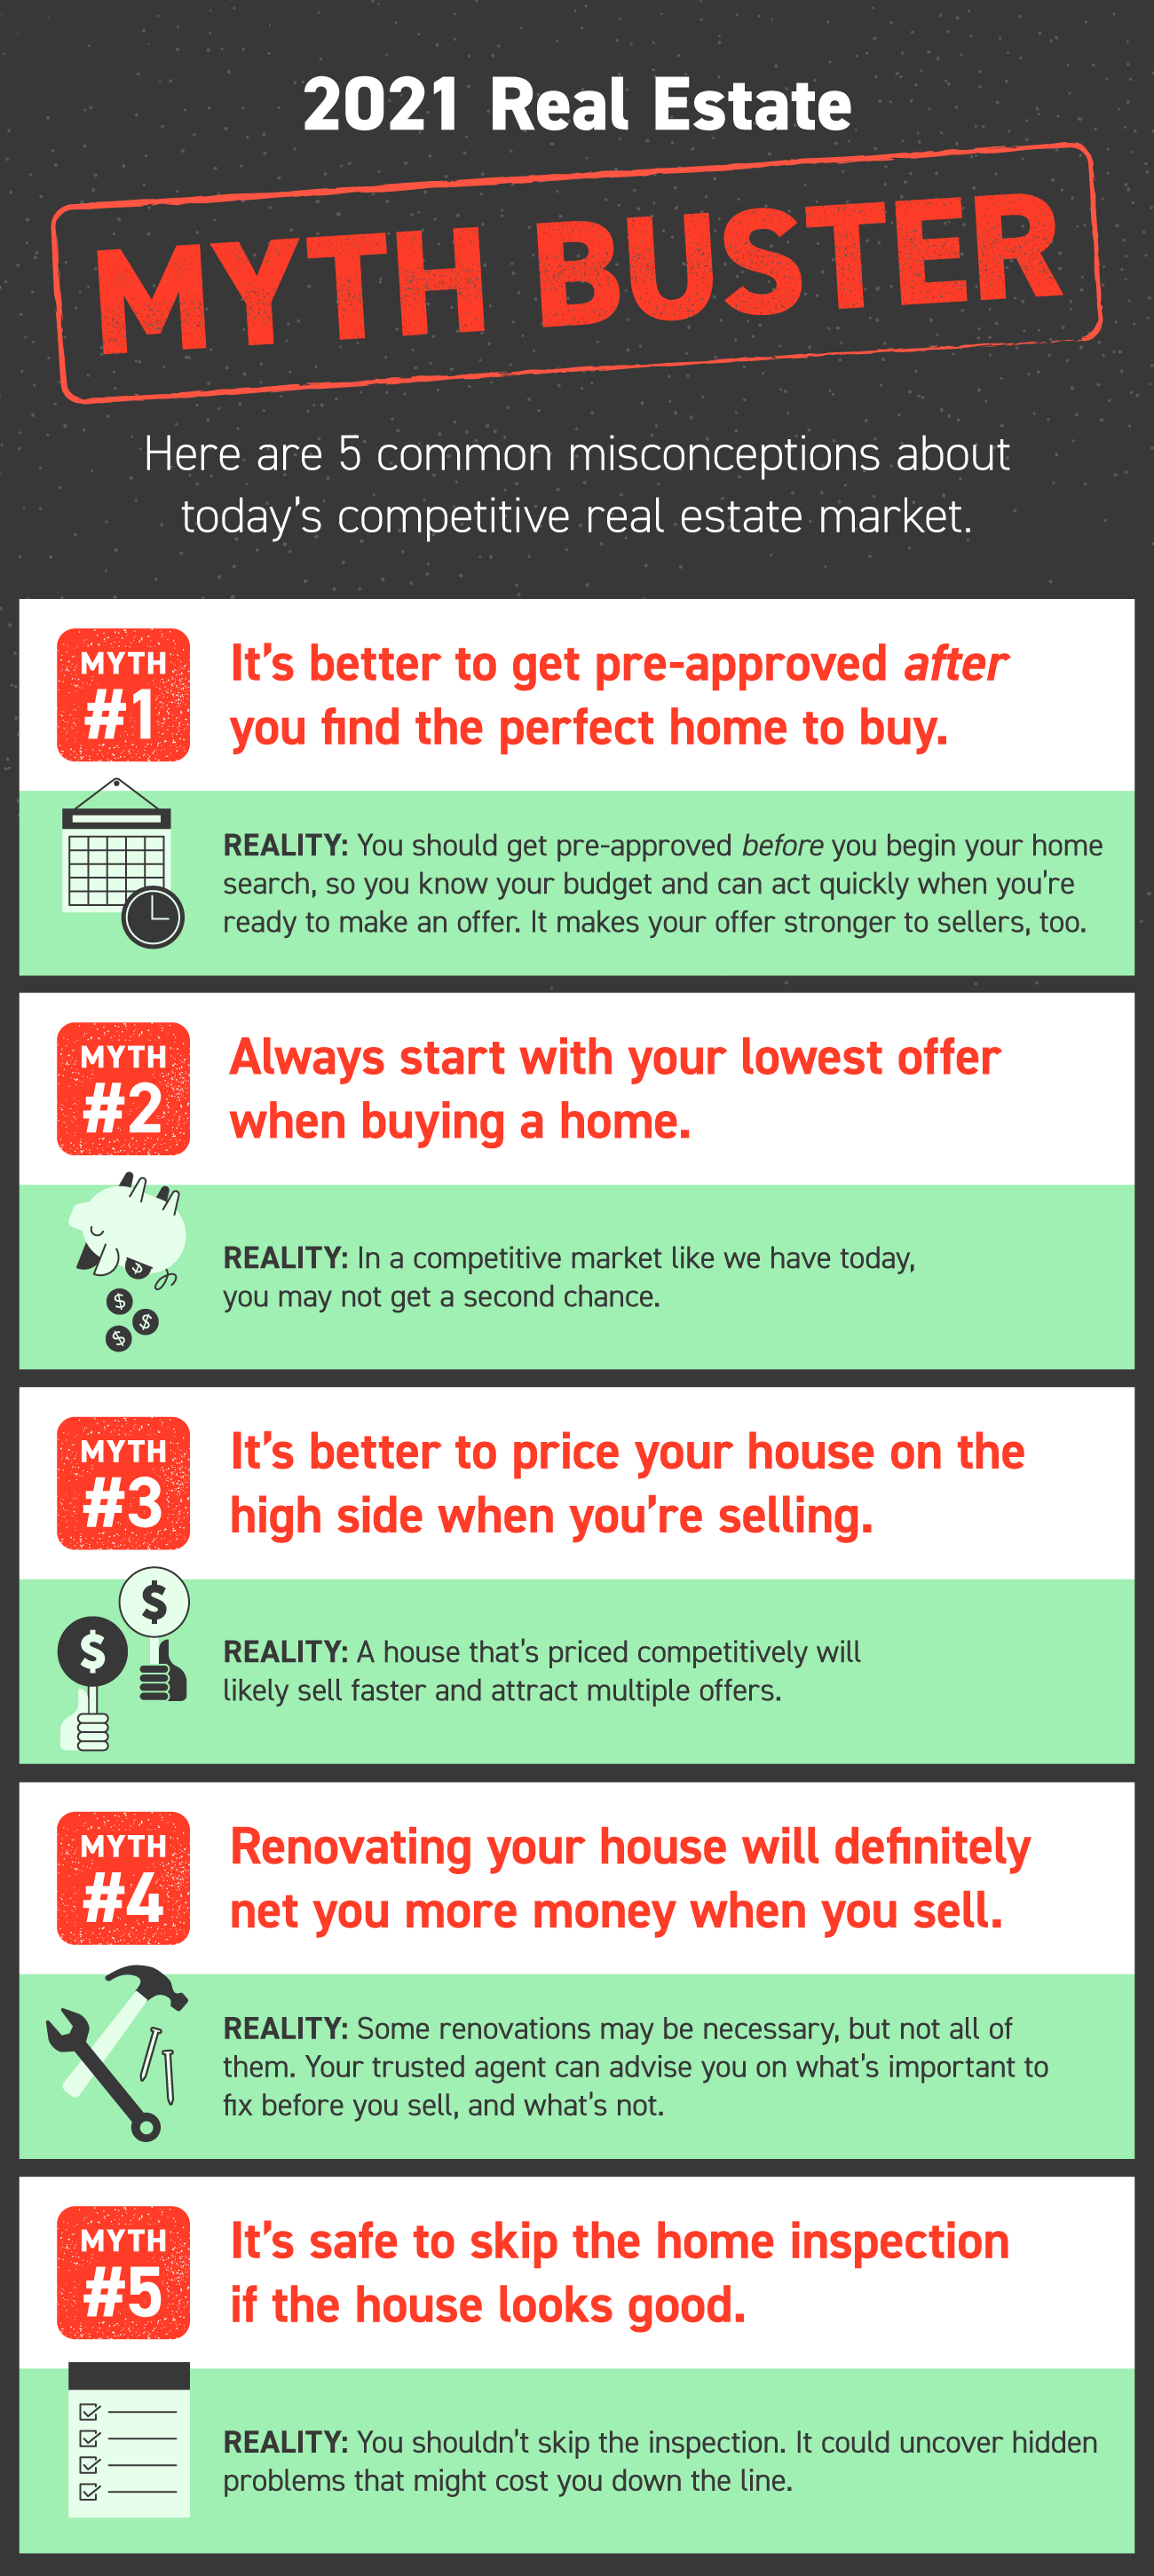 2021 Real Estate
MYTH BUSTER
Here are 5 common misconceptions about
today's competitive real estate market.
MYTH
#1
It's better to get pre-approved after
you find the perfect home to buy.
REALITY: You should get pre-approved before you begin your home
search, so you know your budget and can act quickly when you're
ready to make an offer. It makes your offer stronger to sellers, too.
MYTH
#2
Always start with your lowest offer
when buying a home.
$
$
$
$
REALITY: In a competitive market like we have today,
you may not get a second chance.
MYTH
#3
It's better to price your house on the
high side when you're selling.
$
$
REALITY: A house that's priced competitively will
likely sell faster and attract multiple offers.
MYTH
#4
Renovating your house will definitely
net you more money when you sell.
REALITY: Some renovations may be necessary, but not all of
them. Your trusted agent can advise you on what's important to
fix before you sell, and what's not.
MYTH
#5
It's safe to skip the home inspection
if the house looks good.
REALITY: You shouldn't skip the inspection. It could uncover hidden
problems that might cost you down the line.